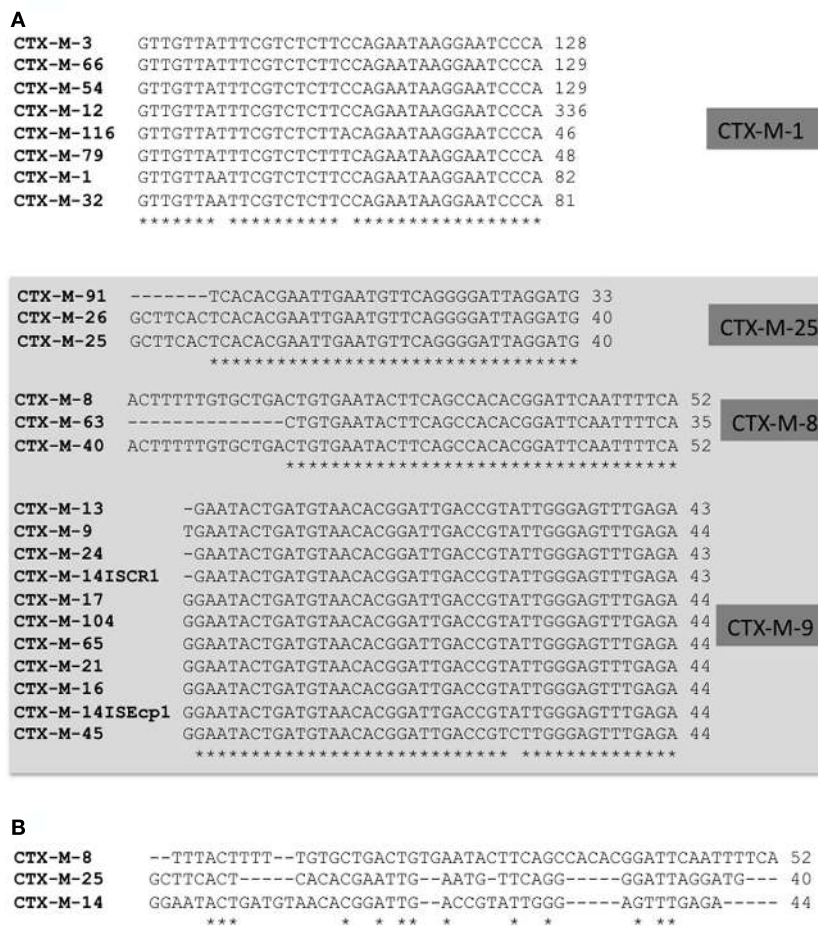 A
CTX-M-3 GTTGTTATTTCGTCTCTTCCAGAATAAGGAATCCCA 128
CTX-M-66 GTTGTTATTTCGTCTCTTCCAGAATAAGGAATCCCA 129
CTX-M-54 GTTGTTATTTCGTCTCTTCCAGAATAAGGAATCCCA 129
CTX-M-12 GTTGTTATTTCGTCTCTTCCAGAATAAGGAATCCCA 336
CTX-M-116 GTTGTTATTTCGTCTCTTACAGAATAAGGAATCCCA 46
CTX-M-79 GTTGTTATTTCGTCTCTTTCAGAATAAGGAATCCCA 48
CTX-M-1 GTTGTTAATTCGTCTCTTCCAGAATAAGGAATCCCA 82
CTX-M-32 GTTGTTAATTCGTCTCTTCCAGAATAAGGAATCCCA 81
******* ********** *****************
CTX-M-1
CTX-M-91 -------TCACACGAATTGAATGTTCAGGGGATTAGGATG 33
CTX-M-26 GCTTCACTCACACGAATTGAATGTTCAGGGGATTAGGATG 40
CTX-M-25 GCTTCACTCACACGAATTGAATGTTCAGGGGATTAGGATG 40
*********************************
CTX-M-25
CTX-M-8 ACTTTTTGTGCTGACTGTGAATACTTCAGCCACACGGATTCAATTTTCA 52
CTX-M-63 --------------CTGTGAATACTTCAGCCACACGGATTCAATTTTCA 35
CTX-M-40 ACTTTTTGTGCTGACTGTGAATACTTCAGCCACACGGATTCAATTTTCA 52
***********************************
CTX-M-8
CTX-M-13 -GAATACTGATGTAACACGGATTGACCGTATTGGGAGTTTGAGA 43
CTX-M-9 TGAATACTGATGTAACACGGATTGACCGTATTGGGAGTTTGAGA 44
CTX-M-24 -GAATACTGATGTAACACGGATTGACCGTATTGGGAGTTTGAGA 43
CTX-M-14ISCR1 -GAATACTGATGTAACACGGATTGACCGTATTGGGAGTTTGAGA 43
CTX-M-17 GGAATACTGATGTAACACGGATTGACCGTATTGGGAGTTTGAGA 44
CTX-M-104 GGAATACTGATGTAACACGGATTGACCGTATTGGGAGTTTGAGA 44
CTX-M-65 GGAATACTGATGTAACACGGATTGACCGTATTGGGAGTTTGAGA 44
CTX-M-21 GGAATACTGATGTAACACGGATTGACCGTATTGGGAGTTTGAGA 44
CTX-M-16 GGAATACTGATGTAACACGGATTGACCGTATTGGGAGTTTGAGA 44
CTX-M-14ISEcp1 GGAATACTGATGTAACACGGATTGACCGTATTGGGAGTTTGAGA 44
CTX-M-45 GGAATACTGATGTAACACGGATTGACCGTCTTGGGAGTTTGAGA 44
**************************** **************
CTX-M-9
B
CTX-M-8 --TTTACTTTT--TGTGCTGACTGTGAATACTTCAGCCACACGGATTCAATTTTCA 52
CTX-M-25 GCTTCACT-----CACACGAATTG--AATG-TTCAGG-----GGATTAGGATG--- 40
CTX-M-14 GGAATACTGATGTAACACGGATTG--ACCGTATTGGG-----AGTTTGAGA----- 44
*** * * ** * * * * **